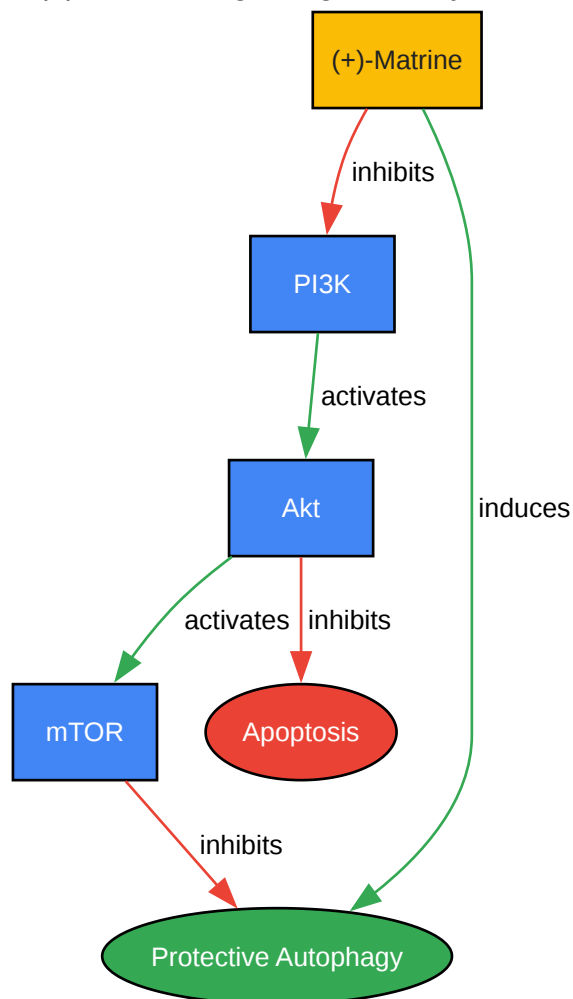 (+)-Matrine
inhibits
PI3K
activates
Akt
induces
activates
inhibits
mTOR
Apoptosis
inhibits
Protective Autophagy